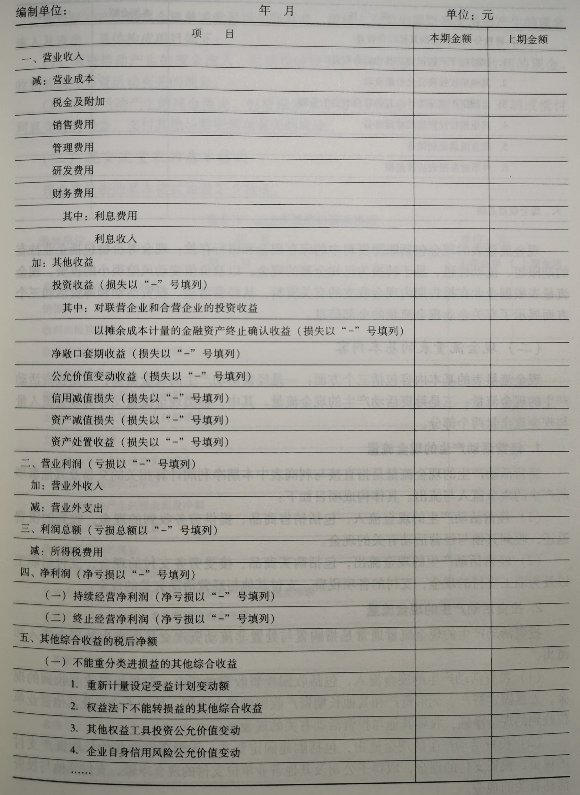 编制单位： 年 月 单位：元
项 目 本期金额 上期金额
一、营业收入
减：营业成本
税金及附加
销售费用
管理费用
研发费用
财务费用
其中：利息费用
利息收入
加：其他收益
投资收益（损失以“-”号填列）
其中：对联营企业和合营企业的投资收益
以摊余成本计量的金融资产终止确认收益（损失以“-”号填列）
净敞口套期收益（损失以“-”号填列）
公允价值变动收益（损失以“-”号填列）
信用减值损失（损失以“-”号填列）
资产减值损失（损失以“-”号填列）
资产处置收益（损失以“-”号填列）
二、营业利润（亏损以“-”号填列）
加：营业外收入
减：营业外支出
三、利润总额（亏损总额以“-”号填列）
减：所得税费用
四、净利润（净亏损以“-”号填列）
（一）持续经营净利润（净亏损以“-”号填列）
（二）终止经营净利润（净亏损以“-”号填列）
五、其他综合收益的税后净额
（一）不能重分类进损益的其他综合收益
1. 重新计量设定受益计划变动额
2. 权益法下不能转损益的其他综合收益
3. 其他权益工具投资公允价值变动
4. 企业自身信用风险公允价值变动
……